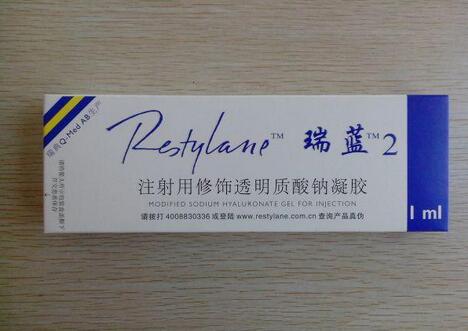 瑞典Q-Med AB生产
Restylane™ 瑞蓝™2
注射用修饰透明质酸钠凝胶
MODIFIED SODIUM HYALURONATE GEL FOR INJECTION
请拨打 4008830336 或登陆 www.restylane.com.cn 查询产品真伪
1 ml